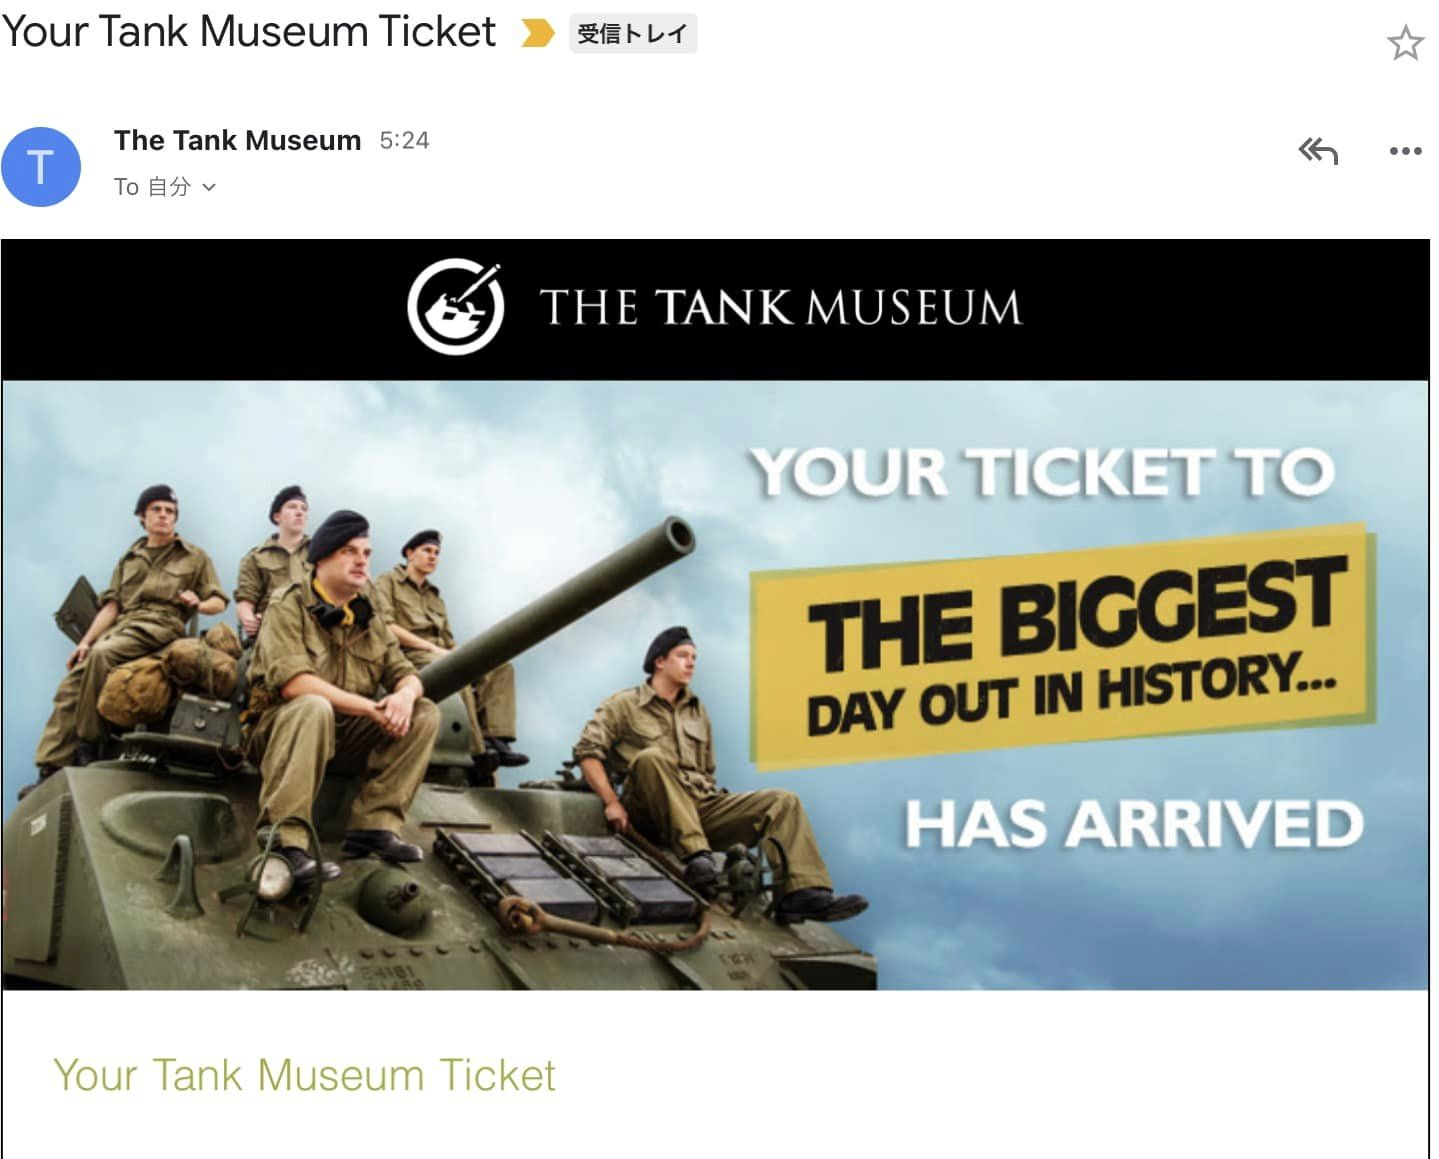 Your Tank Museum Ticket 受信トレイ
T
The Tank Museum 5:24
To 自分
THE TANK MUSEUM
YOUR TICKET TO
THE BIGGEST
DAY OUT IN HISTORY...
HAS ARRIVED
Your Tank Museum Ticket